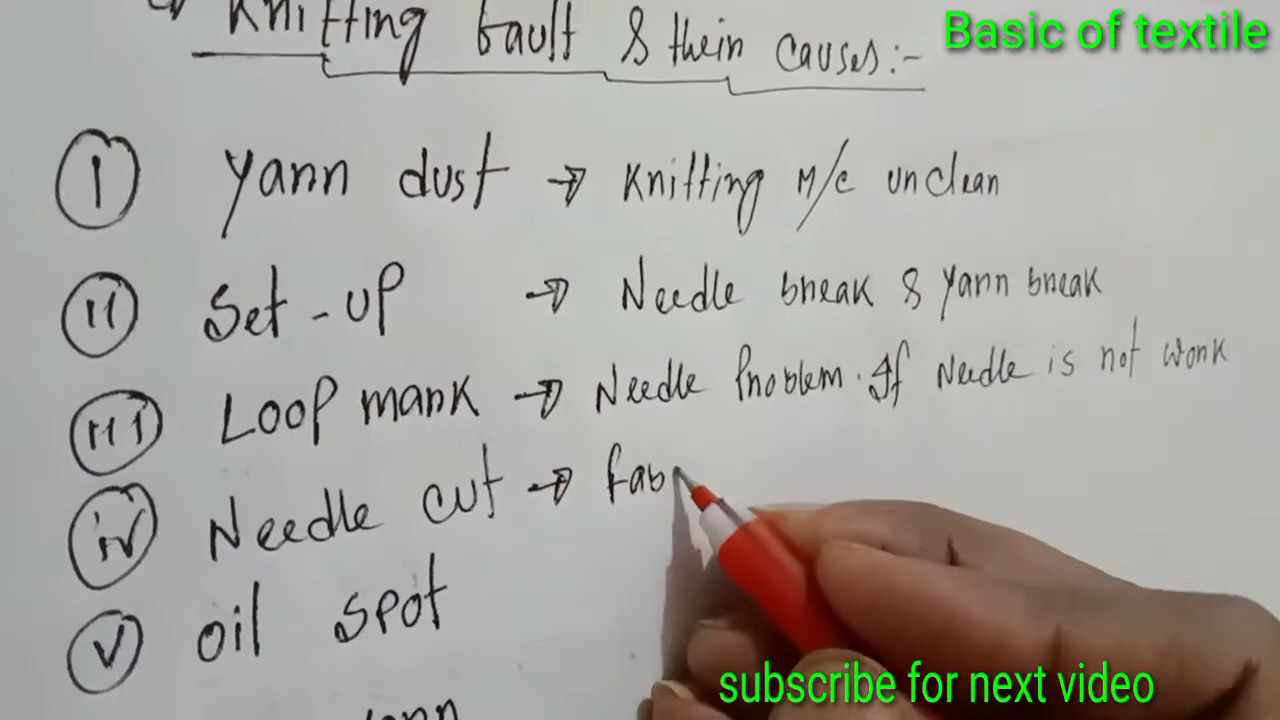 Knitting fault & their causes:-
Basic of textile
I Yarn dust → Knitting M/c unclean
II Set-up → Needle break & Yarn break
III Loop mark → Needle Problem. If Needle is not work
iv Needle cut → fab
V oil spot
subscribe for next video